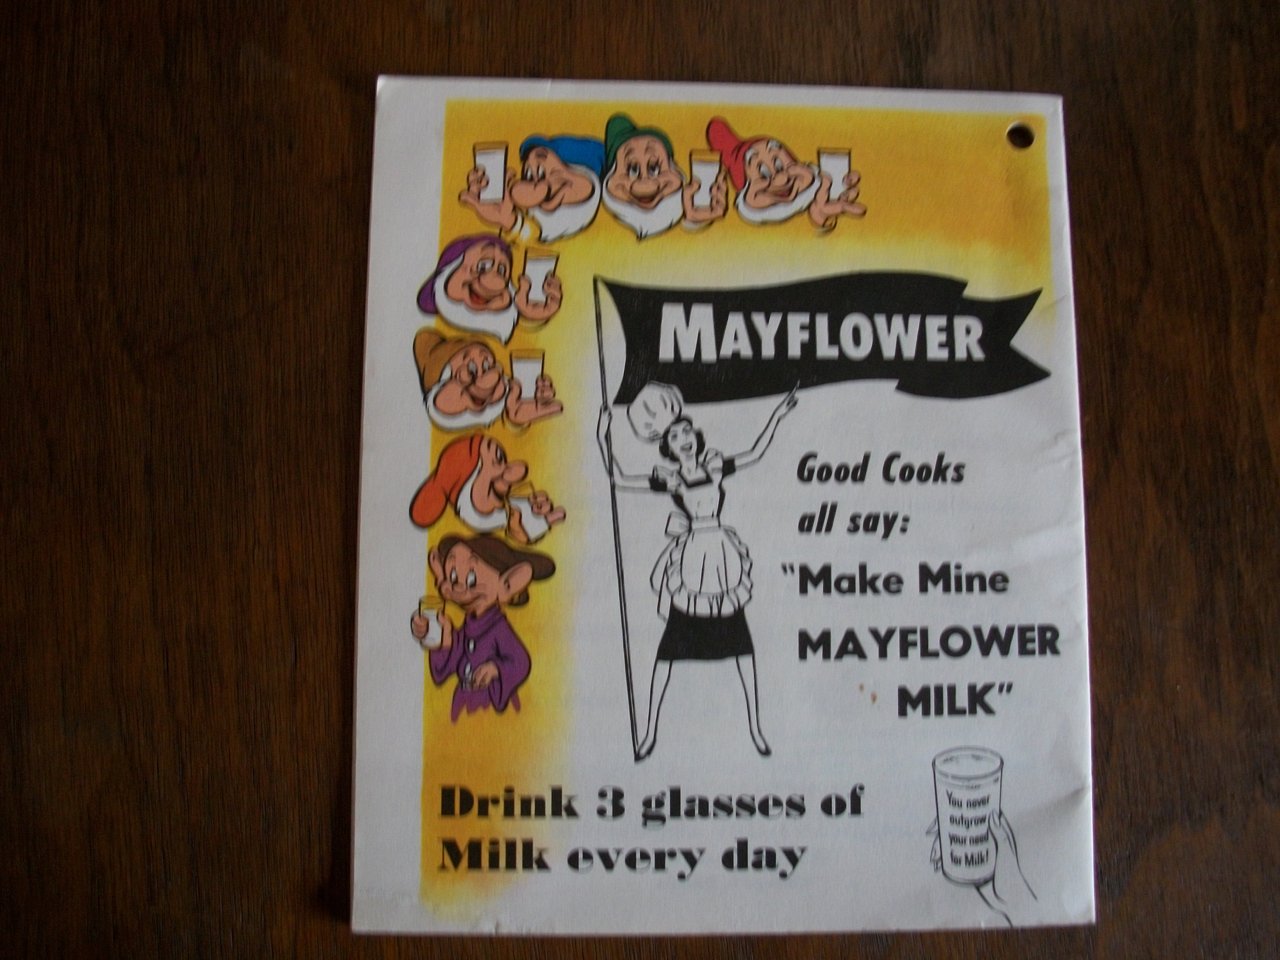 MAYFLOWER
Good Cooks
all say:
"Make Mine
MAYFLOWER
MILK"
Drink 3 glasses of
Milk every day
You never
outgrow
your need
for Milk!